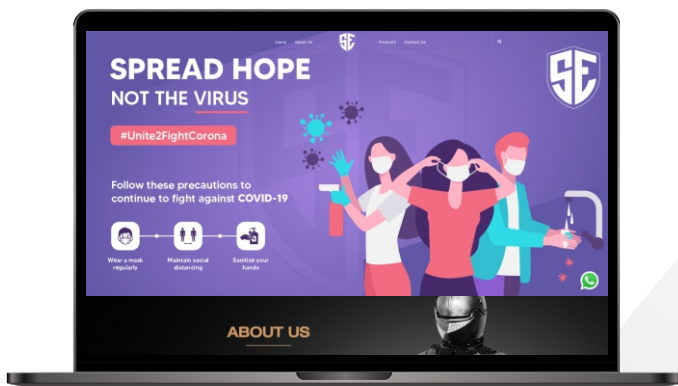 Home About Us SE Products Contact Us
SPREAD HOPE
NOT THE VIRUS
SE
#Unite2FightCorona
Follow these precautions to
continue to fight against COVID-19
Wear a mask
regularly
Maintain social
distancing
Sanitize your
hands
ABOUT US